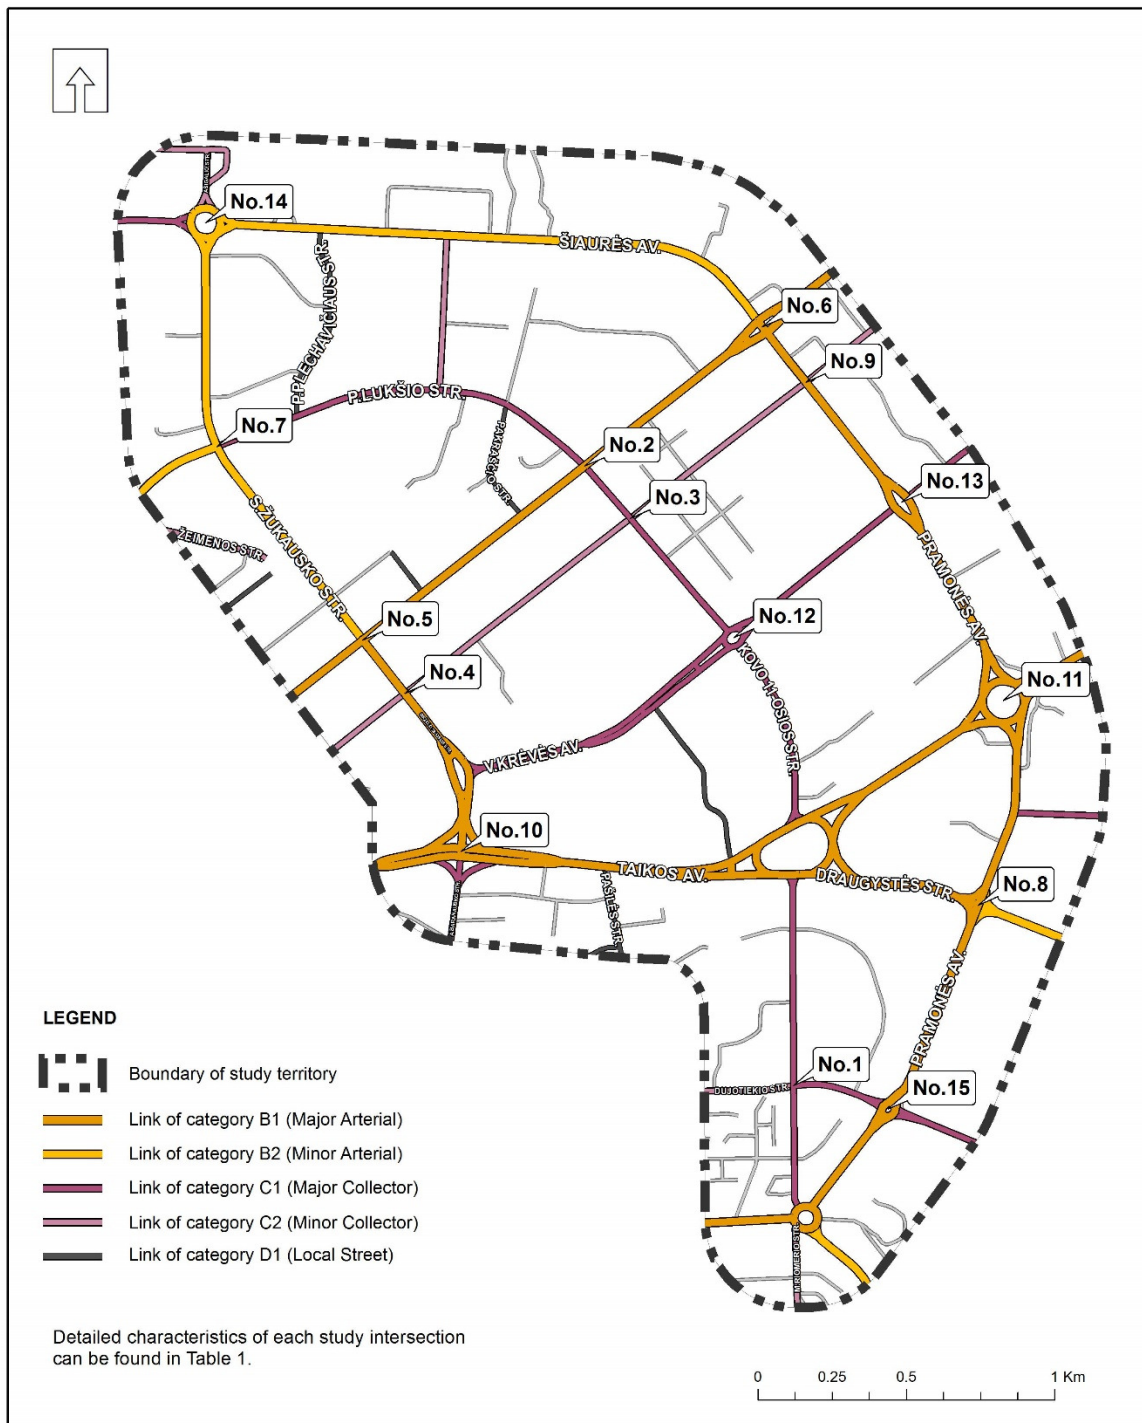 No.14
ŠIAURĖS AV.
P.PLECHAVIČIAUS STR.
No.6
No.9
P.LUKŠIO STR.
No.7
No.2
PAKRAŠČIO STR.
No.3
No.13
S.ŽUKAUSKO STR.
ŽEIMENOS STR.
PRAMONĖS AV.
No.5
No.12
No.4
KOVO 11-OSIOS STR.
No.11
V.KRĖVĖS AV.
No.10
TAIKOS AV.
DRAUGYSTĖS STR.
No.8
PAŠILĖS STR.
PRAMONĖS AV.
No.1
DUJOTIEKIO STR.
No.15
M.RIOMERIO STR.
LEGEND
Boundary of study territory
Link of category B1 (Major Arterial)
Link of category B2 (Minor Arterial)
Link of category C1 (Major Collector)
Link of category C2 (Minor Collector)
Link of category D1 (Local Street)
Detailed characteristics of each study intersection
can be found in Table 1.
0 0.25 0.5 1 Km